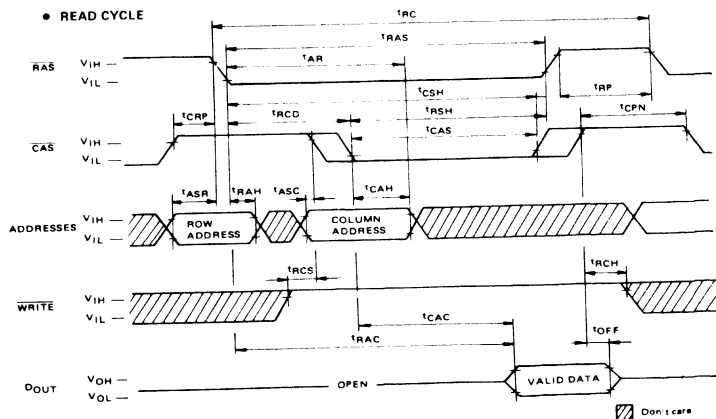 • READ CYCLE
tRC
tRAS
tAR
RAS
VIH
VIL
tCSH
tRP
tCRP
tRCD
tRSH
tCPN
tCAS
CAS
VIH
VIL
tASR
tRAH
tASC
tCAH
ADDRESSES
VIH
VIL
ROW
ADDRESS
COLUMN
ADDRESS
tRCS
tRCH
WRITE
VIH
VIL
tCAC
tOFF
tRAC
DOUT
VOH
VOL
OPEN
VALID DATA
Don't care